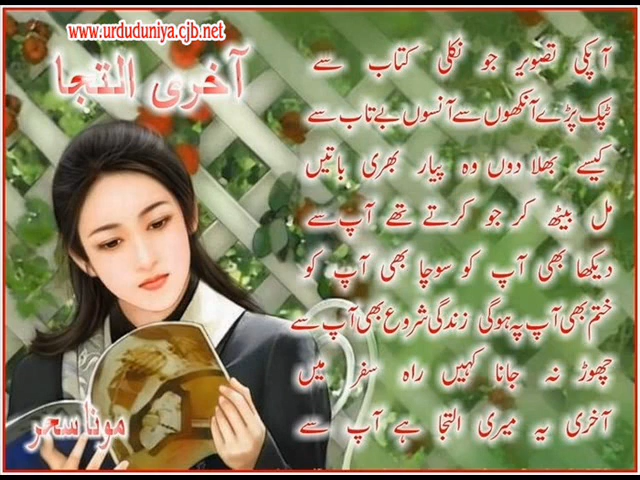 www.urduduniya.cjb.net
آخری التجا
آپکی تصویر جو نکلی کتاب سے
ٹپک پڑے آنکھوں سے آنسوں بے تاب سے
کیسے بھلا دوں وہ پیار بھری باتیں
مل بیٹھ کر جو کرتے تھے آپ سے
دیکھا بھی آپ کو سوچا بھی آپ کو
ختم بھی آپ پہ ہوگی زندگی شروع بھی آپ سے
چھوڑ نہ جانا کہیں راہ سفر میں
آخری یہ میری التجا ہے آپ سے
مونا سحر